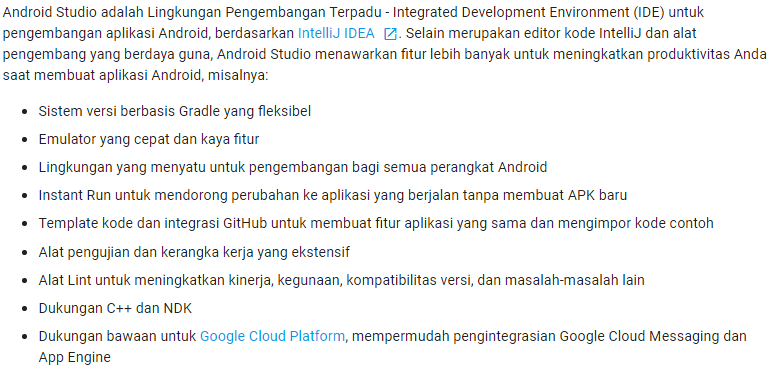 Android Studio adalah Lingkungan Pengembangan Terpadu - Integrated Development Environment (IDE) untuk
pengembangan aplikasi Android, berdasarkan IntelliJ IDEA . Selain merupakan editor kode IntelliJ dan alat
pengembang yang berdaya guna, Android Studio menawarkan fitur lebih banyak untuk meningkatkan produktivitas Anda
saat membuat aplikasi Android, misalnya:
• Sistem versi berbasis Gradle yang fleksibel
• Emulator yang cepat dan kaya fitur
• Lingkungan yang menyatu untuk pengembangan bagi semua perangkat Android
• Instant Run untuk mendorong perubahan ke aplikasi yang berjalan tanpa membuat APK baru
• Template kode dan integrasi GitHub untuk membuat fitur aplikasi yang sama dan mengimpor kode contoh
• Alat pengujian dan kerangka kerja yang ekstensif
• Alat Lint untuk meningkatkan kinerja, kegunaan, kompatibilitas versi, dan masalah-masalah lain
• Dukungan C++ dan NDK
• Dukungan bawaan untuk Google Cloud Platform, mempermudah pengintegrasian Google Cloud Messaging dan
App Engine